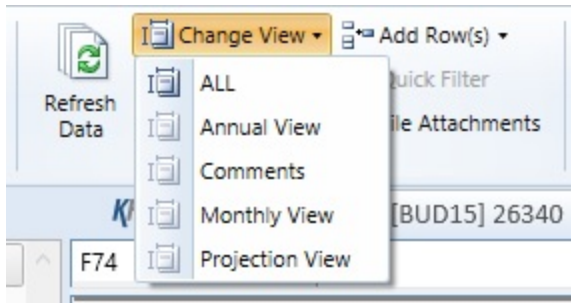 Change View
Add Row(s)
Refresh
Data
ALL
Quick Filter
Annual View
ile Attachments
Comments
Monthly View
[BUD15] 26340
Projection View
F74